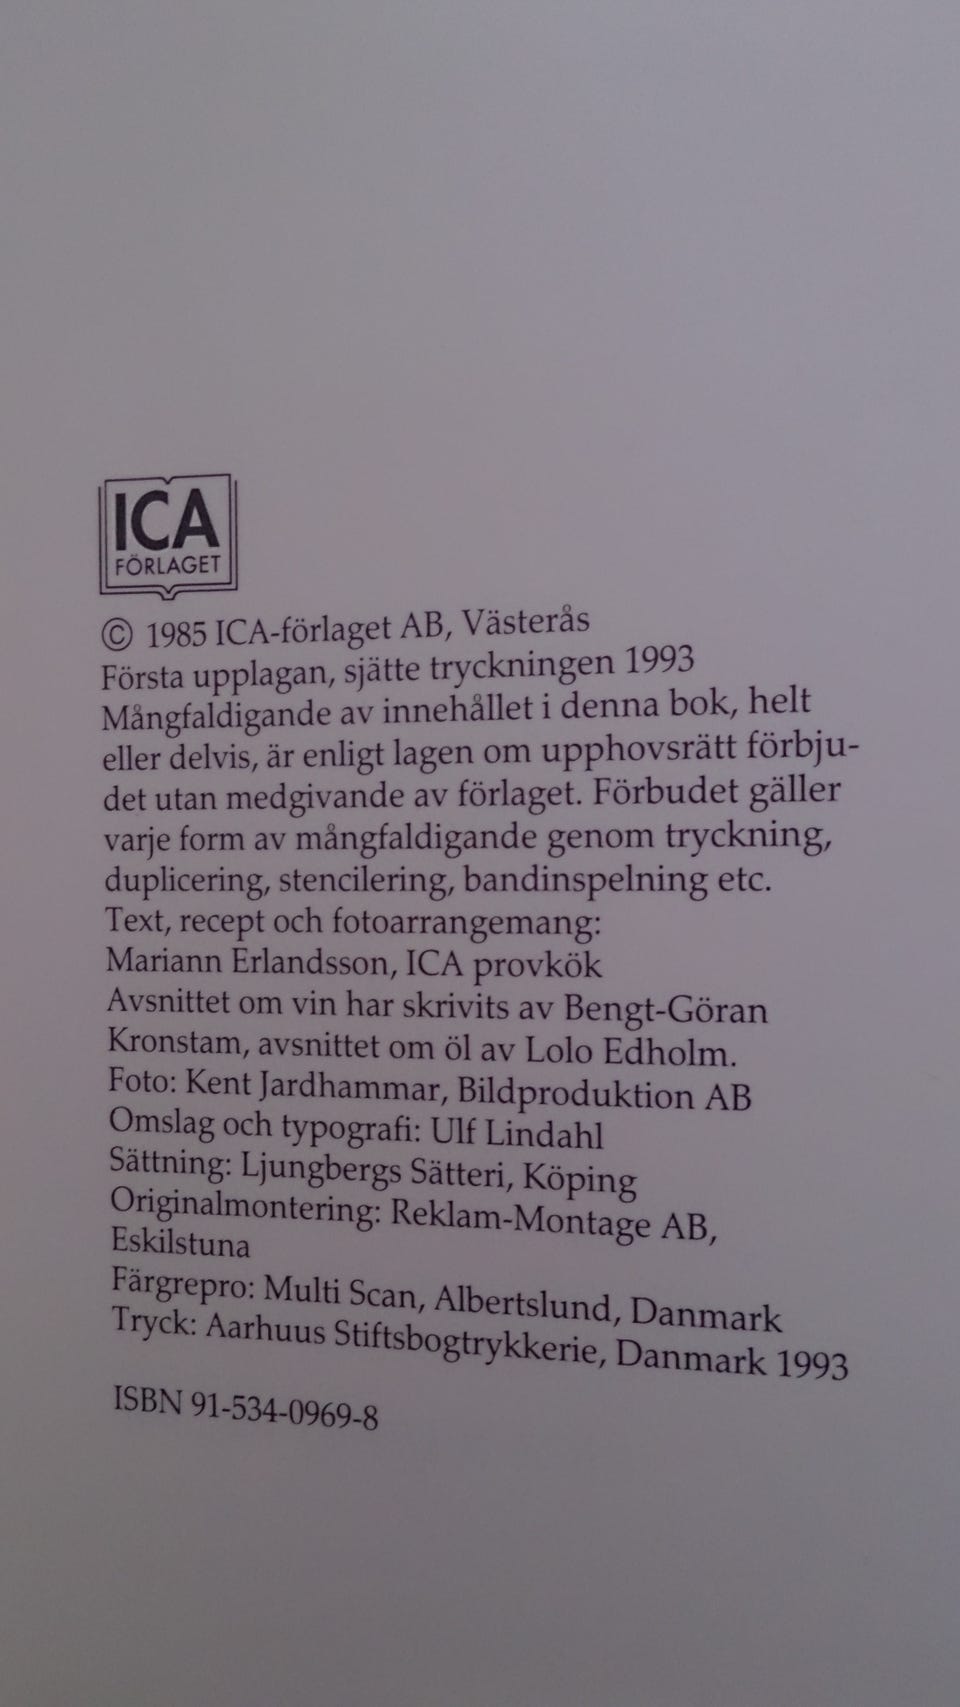 ICA
FÖRLAGET
© 1985 ICA-förlaget AB, Västerås
Första upplagan, sjätte tryckningen 1993
Mångfaldigande av innehållet i denna bok, helt
eller delvis, är enligt lagen om upphovsrätt förbju-
det utan medgivande av förlaget. Förbudet gäller
varje form av mångfaldigande genom tryckning,
duplicering, stencilering, bandinspelning etc.
Text, recept och fotoarrangemang:
Mariann Erlandsson, ICA provkök
Avsnittet om vin har skrivits av Bengt-Göran
Kronstam, avsnittet om öl av Lolo Edholm.
Foto: Kent Jardhammar, Bildproduktion AB
Omslag och typografi: Ulf Lindahl
Sättning: Ljungbergs Sätteri, Köping
Originalmontering: Reklam-Montage AB,
Eskilstuna
Färgrepro: Multi Scan, Albertslund, Danmark
Tryck: Aarhuus Stiftsbogtrykkerie, Danmark 1993
ISBN 91-534-0969-8